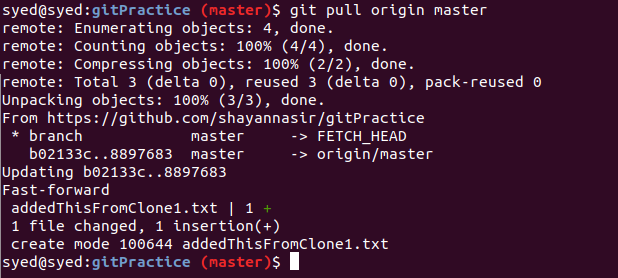 syed@syed:gitPractice (master)$ git pull origin master
remote: Enumerating objects: 4, done.
remote: Counting objects: 100% (4/4), done.
remote: Compressing objects: 100% (2/2), done.
remote: Total 3 (delta 0), reused 3 (delta 0), pack-reused 0
Unpacking objects: 100% (3/3), done.
From https://github.com/shayannasir/gitPractice
 * branch            master     -> FETCH_HEAD
   b02133c..8897683  master     -> origin/master
Updating b02133c..8897683
Fast-forward
 addedThisFromClone1.txt | 1 +
 1 file changed, 1 insertion(+)
 create mode 100644 addedThisFromClone1.txt
syed@syed:gitPractice (master)$